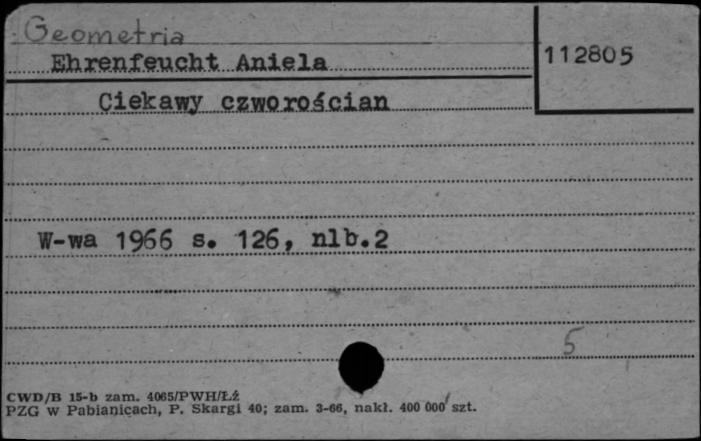 Geometria
Ehrenfeucht Aniela
112805
Ciekawy czworościan
W-wa 1966 s. 126, nlb.2
5
CWD/B 15-b zam. 4065/PWH/Łź
PZG w Pabianicach, P. Skargi 40; zam. 3-66, nakł. 400 000 szt.